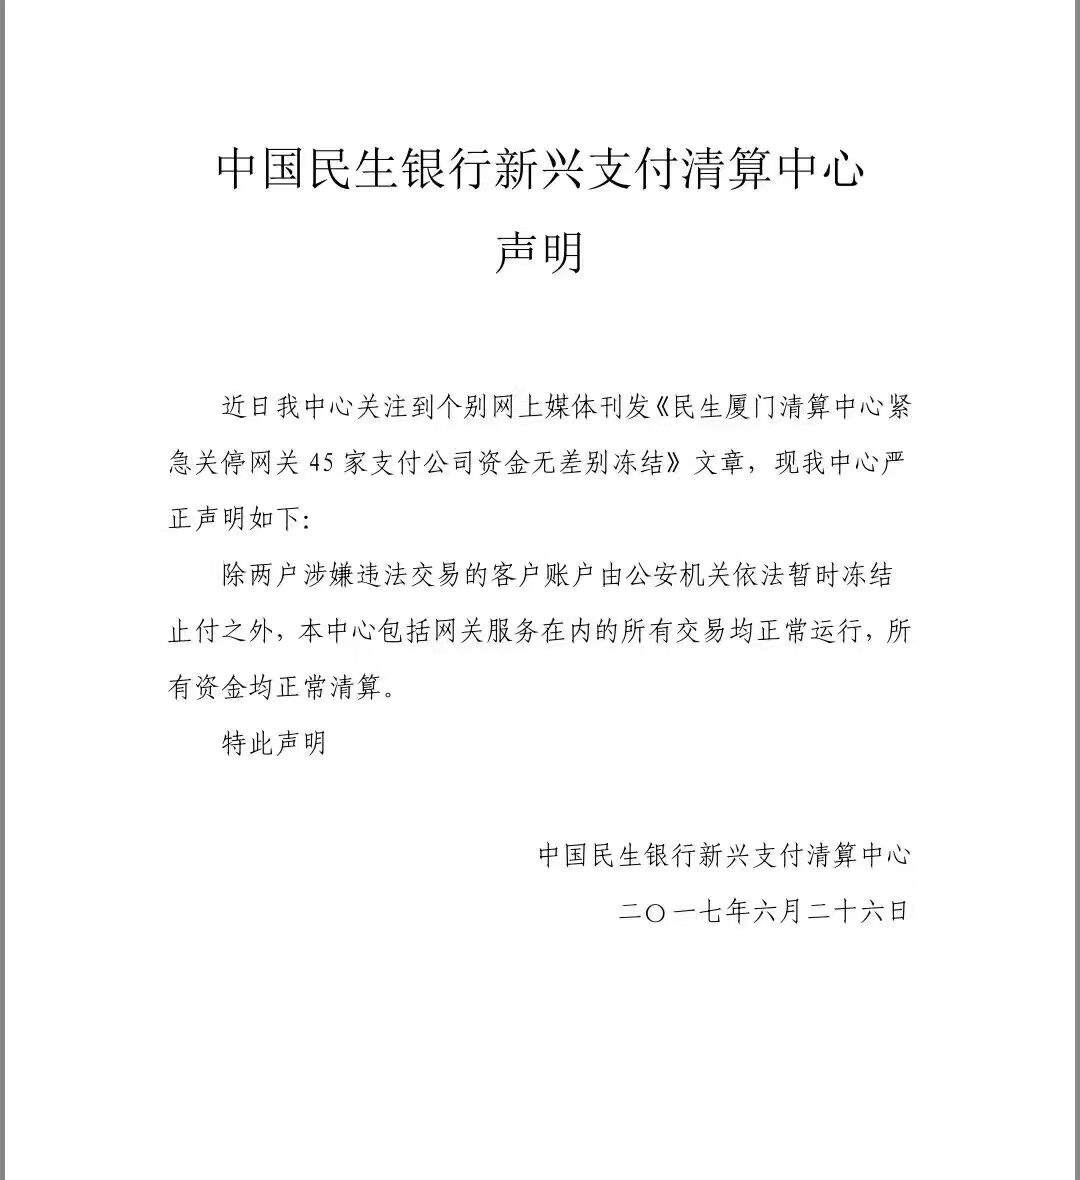 中国民生银行新兴支付清算中心
声明
近日我中心关注到个别网上媒体刊发《民生厦门清算中心紧
急关停网关 45 家支付公司资金无差别冻结》文章，现我中心严
正声明如下：
除两户涉嫌违法交易的客户账户由公安机关依法暂时冻结
止付之外，本中心包括网关服务在内的所有交易均正常运行，所
有资金均正常清算。
特此声明
中国民生银行新兴支付清算中心
二〇一七年六月二十六日